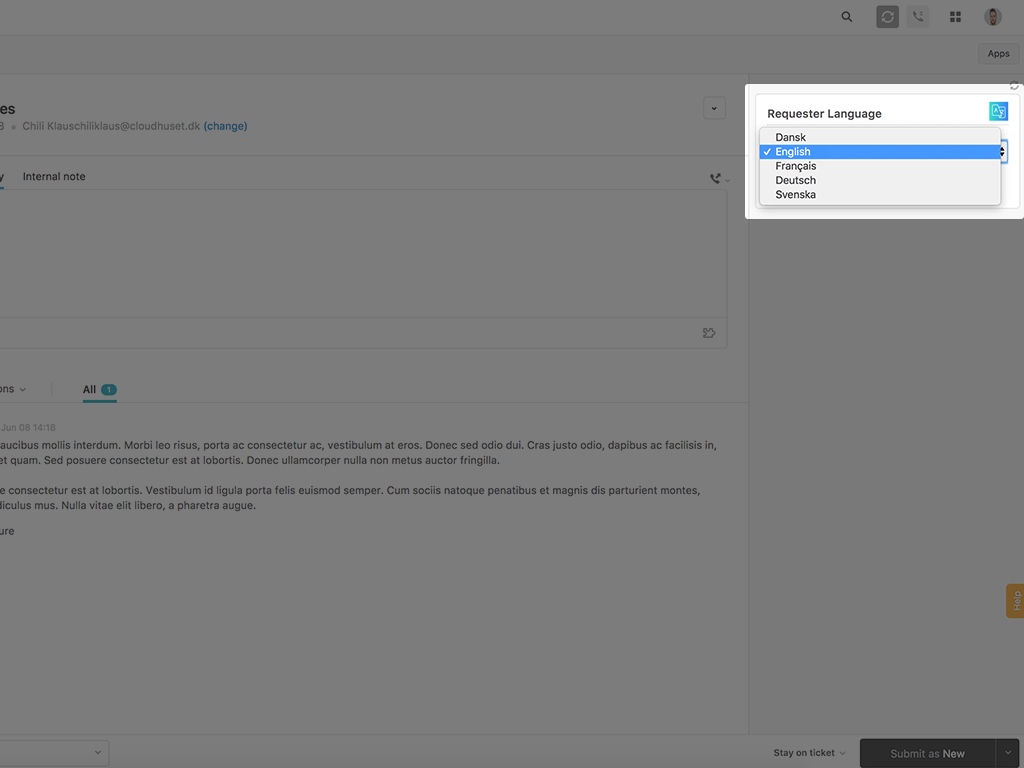 Apps
es
Chili Klauschiliklaus@cloudhuset.dk (change)
Requester Language
Dansk
✓ English
Français
Deutsch
Svenska
y Internal note
ons All 1
Jun 08 14:18
aucibus mollis interdum. Morbi leo risus, porta ac consectetur ac, vestibulum at eros. Donec sed odio dui. Cras justo odio, dapibus ac facilisis in,
et quam. Sed posuere consectetur est at lobortis. Donec ullamcorper nulla non metus auctor fringilla.
e consectetur est at lobortis. Vestibulum id ligula porta felis euismod semper. Cum sociis natoque penatibus et magnis dis parturient montes,
diculus mus. Nulla vitae elit libero, a pharetra augue.
ure
Help
Stay on ticket
Submit as New